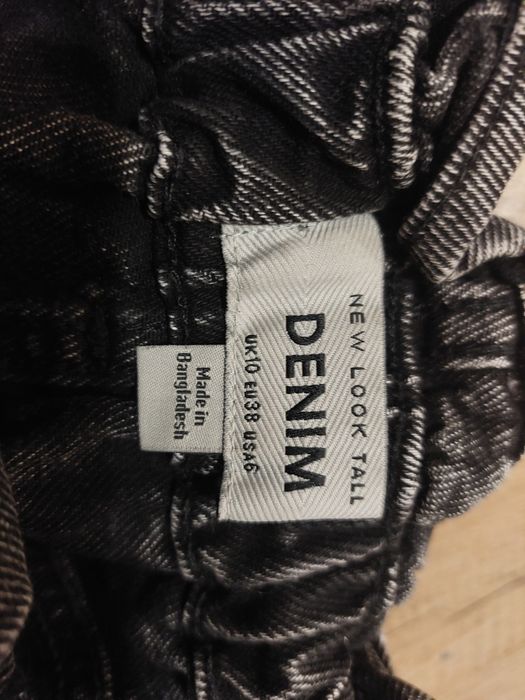 NEW LOOK TALL
DENIM
UK10 EU38 USA6
Made in
Bangladesh